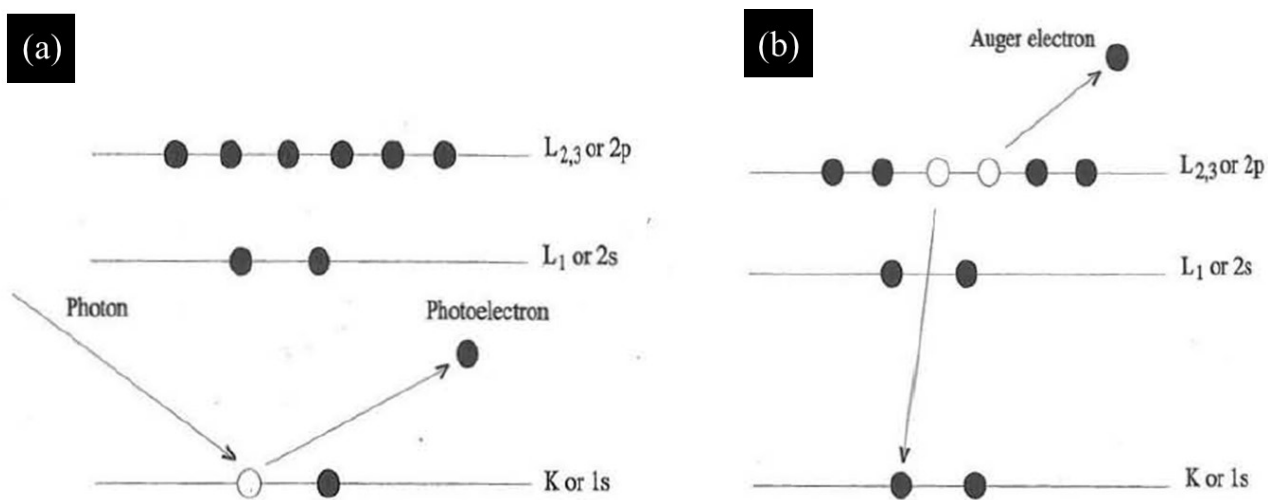 (a)
L2,3 or 2p
L1 or 2s
Photon
Photoelectron
K or 1s
(b)
Auger electron
L2,3 or 2p
L1 or 2s
K or 1s